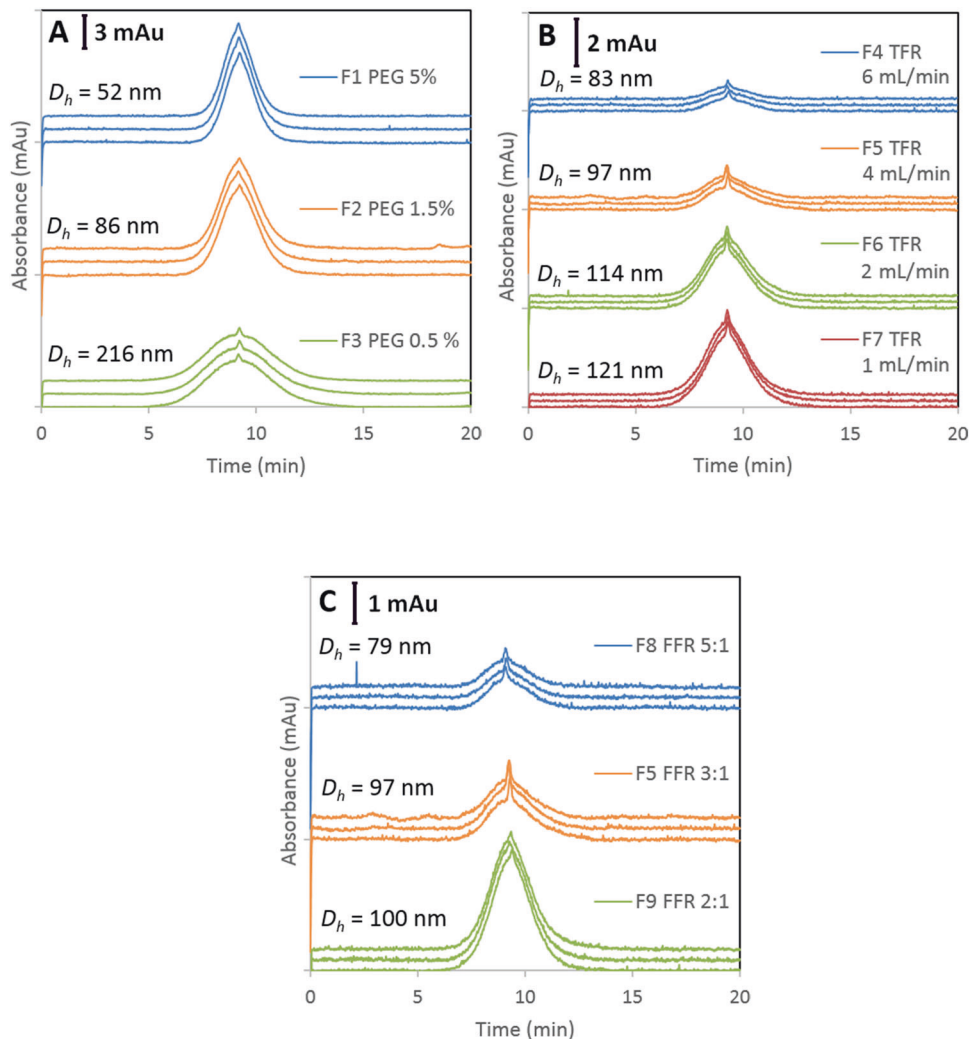 A
3 mAu
F1 PEG 5%
Dh = 52 nm
F2 PEG 1.5%
Dh = 86 nm
F3 PEG 0.5 %
Dh = 216 nm
Absorbance (mAu)
0 5 10 15 20
Time (min)
B
2 mAu
F4 TFR
6 mL/min
Dh = 83 nm
F5 TFR
4 mL/min
Dh = 97 nm
F6 TFR
2 mL/min
Dh = 114 nm
F7 TFR
1 mL/min
Dh = 121 nm
Absorbance (mAu)
0 5 10 15 20
Time (min)
C
1 mAu
Dh = 79 nm
F8 FFR 5:1
Dh = 97 nm
F5 FFR 3:1
Dh = 100 nm
F9 FFR 2:1
Absorbance (mAu)
0 5 10 15 20
Time (min)